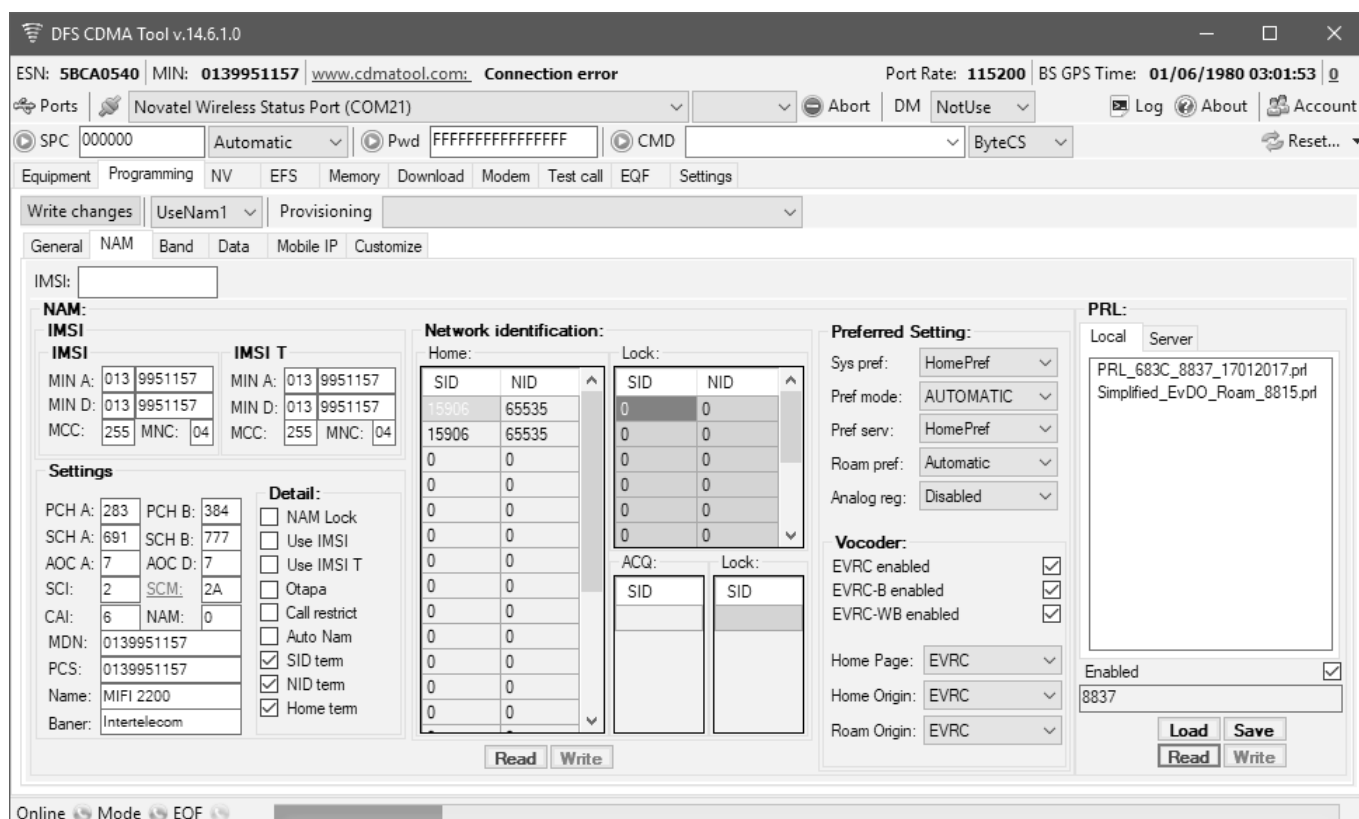 DFS CDMA Tool v.14.6.1.0
ESN: 5BCA0540 MIN: 0139951157 www.cdmatool.com: Connection error Port Rate: 115200 BS GPS Time: 01/06/1980 03:01:53 0
Ports Novatel Wireless Status Port (COM21) Abort DM NotUse Log About Account
SPC 000000 Automatic Pwd FFFFFFFFFFFFFFFF CMD ByteCS Reset...
Equipment Programming NV EFS Memory Download Modem Test call EQF Settings
Write changes UseNam1 Provisioning
General NAM Band Data Mobile IP Customize
IMSI:
NAM:
IMSI
IMSI
MIN A: 013 9951157
MIN D: 013 9951157
MCC: 255 MNC: 04
IMSI T
MIN A: 013 9951157
MIN D: 013 9951157
MCC: 255 MNC: 04
Settings
PCH A: 283 PCH B: 384
SCH A: 691 SCH B: 777
AOC A: 7 AOC D: 7
SCI: 2 SCM: 2A
CAI: 6 NAM: 0
MDN: 0139951157
PCS: 0139951157
Name: MIFI 2200
Baner: Intertelecom
Detail:
NAM Lock
Use IMSI
Use IMSI T
Otapa
Call restrict
Auto Nam
SID term
NID term
Home term
Network identification:
Home:
SID NID
15906 65535
15906 65535
0 0
0 0
0 0
0 0
0 0
0 0
0 0
0 0
0 0
0 0
0 0
Lock:
SID NID
0 0
0 0
0 0
0 0
0 0
0 0
ACQ:
SID
Lock:
SID
Read Write
Preferred Setting:
Sys pref: HomePref
Pref mode: AUTOMATIC
Pref serv: HomePref
Roam pref: Automatic
Analog reg: Disabled
Vocoder:
EVRC enabled
EVRC-B enabled
EVRC-WB enabled
Home Page: EVRC
Home Origin: EVRC
Roam Origin: EVRC
PRL:
Local Server
PRL_683C_8837_17012017.prl
Simplified_EvDO_Roam_8815.prl
Enabled
8837
Load Save
Read Write
Online Mode EQF